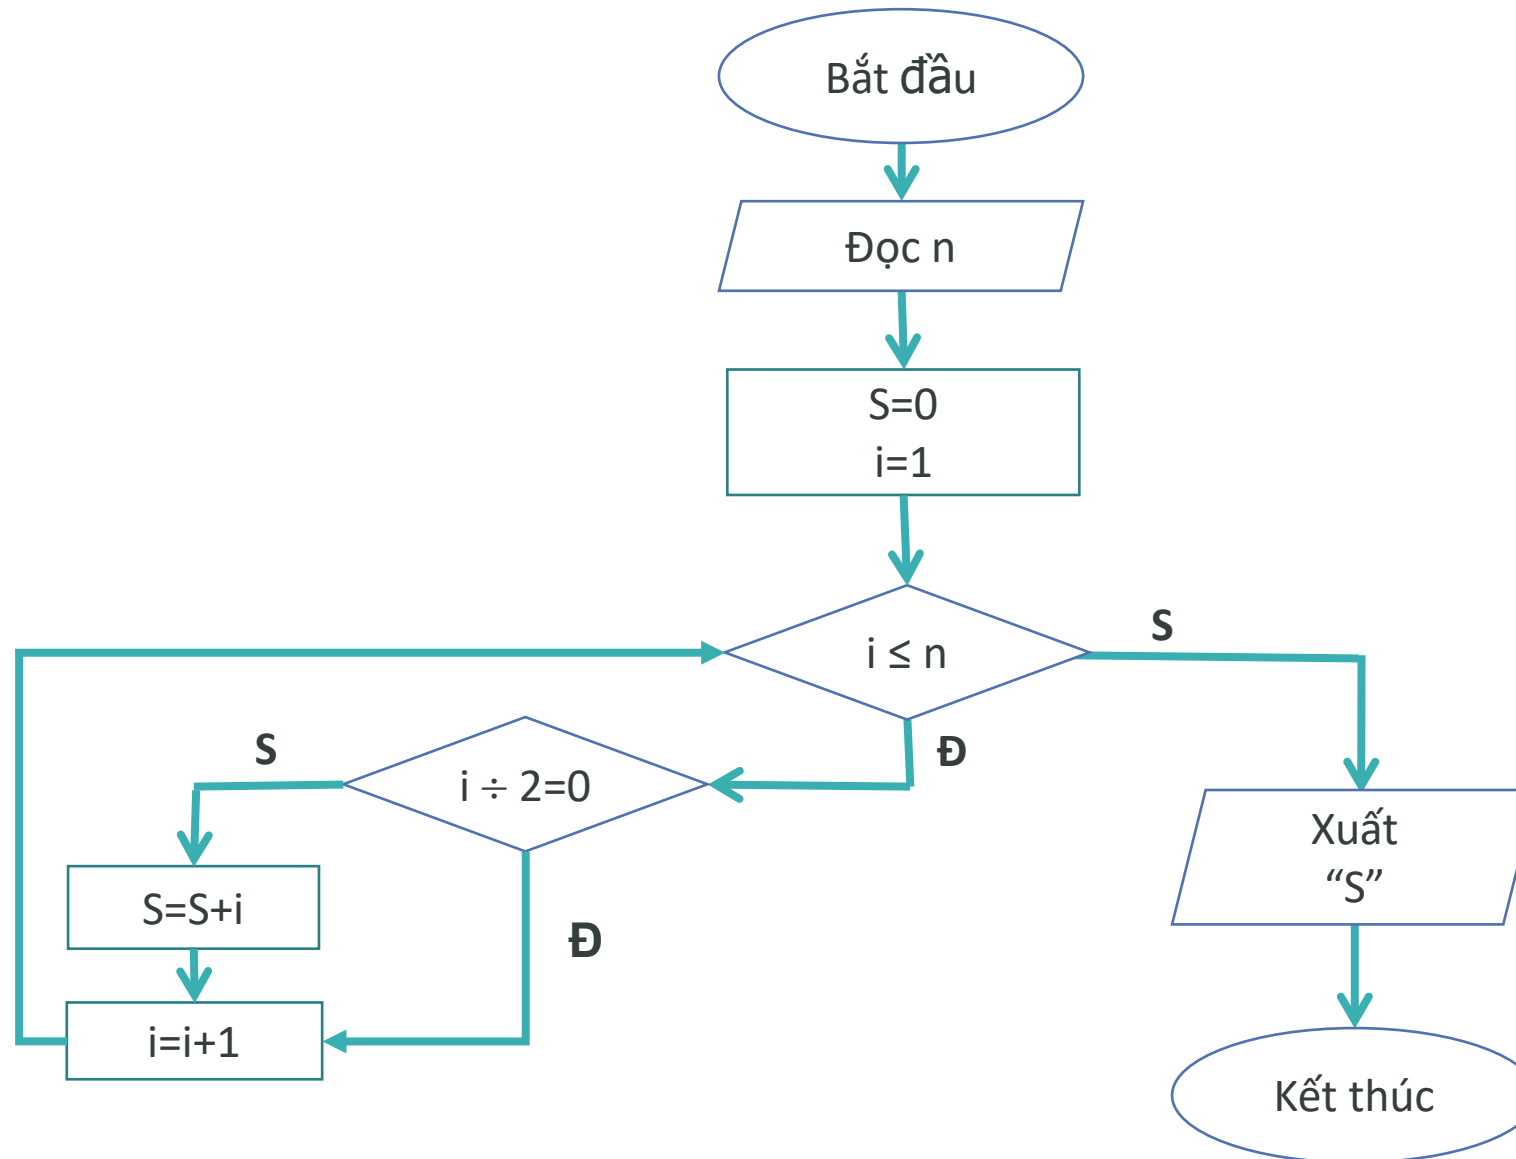 Bắt đầu
Đọc n
S=0
i=1
i ≤ n
S
Đ
i ÷ 2=0
S
Đ
S=S+i
i=i+1
Xuất
“S”
Kết thúc